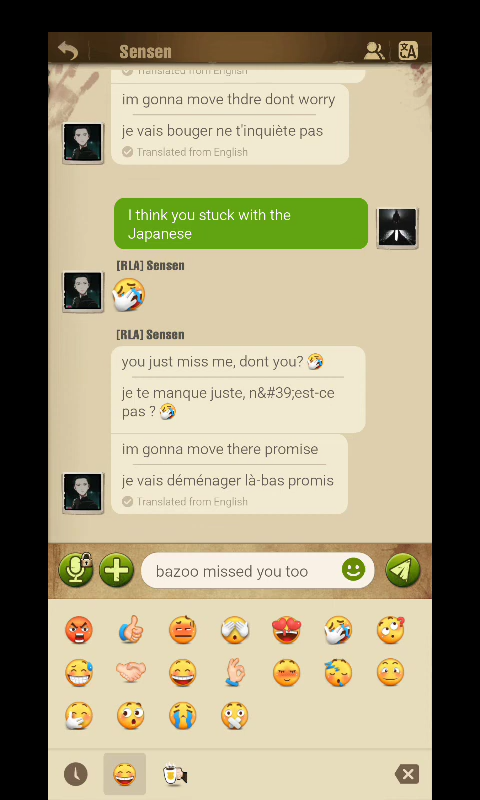 Sensen
Translated from English
im gonna move thdre dont worry
je vais bouger ne t'inquiète pas
Translated from English
I think you stuck with the
Japanese
[RLA] Sensen
[RLA] Sensen
you just miss me, dont you?
je te manque juste, n&#39;est-ce
pas ?
im gonna move there promise
je vais déménager là-bas promis
Translated from English
bazoo missed you too